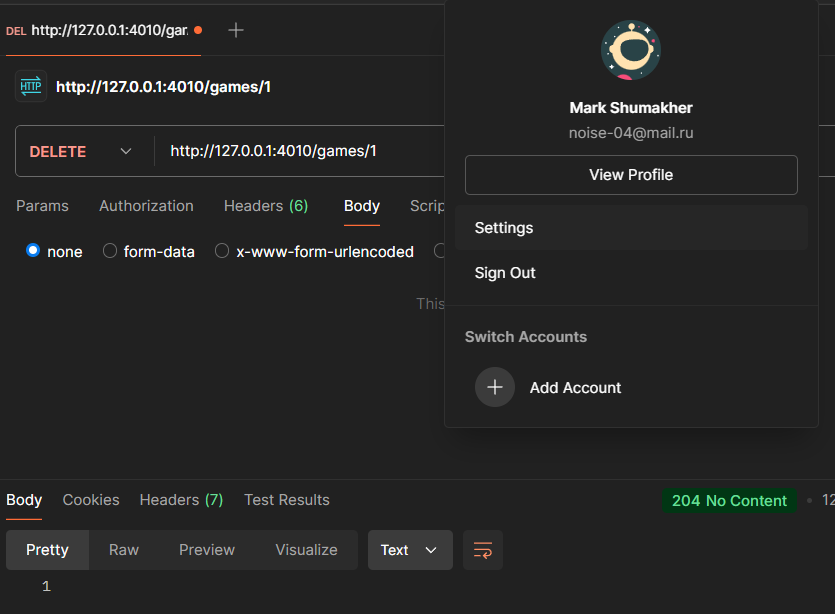 DEL http://127.0.0.1:4010/gar
HTTP http://127.0.0.1:4010/games/1
DELETE http://127.0.0.1:4010/games/1
Params Authorization Headers (6) Body Scrip
none form-data x-www-form-urlencoded
This
Mark Shumakher
noise-04@mail.ru
View Profile
Settings
Sign Out
Switch Accounts
Add Account
Body Cookies Headers (7) Test Results 204 No Content 12
Pretty Raw Preview Visualize Text
1